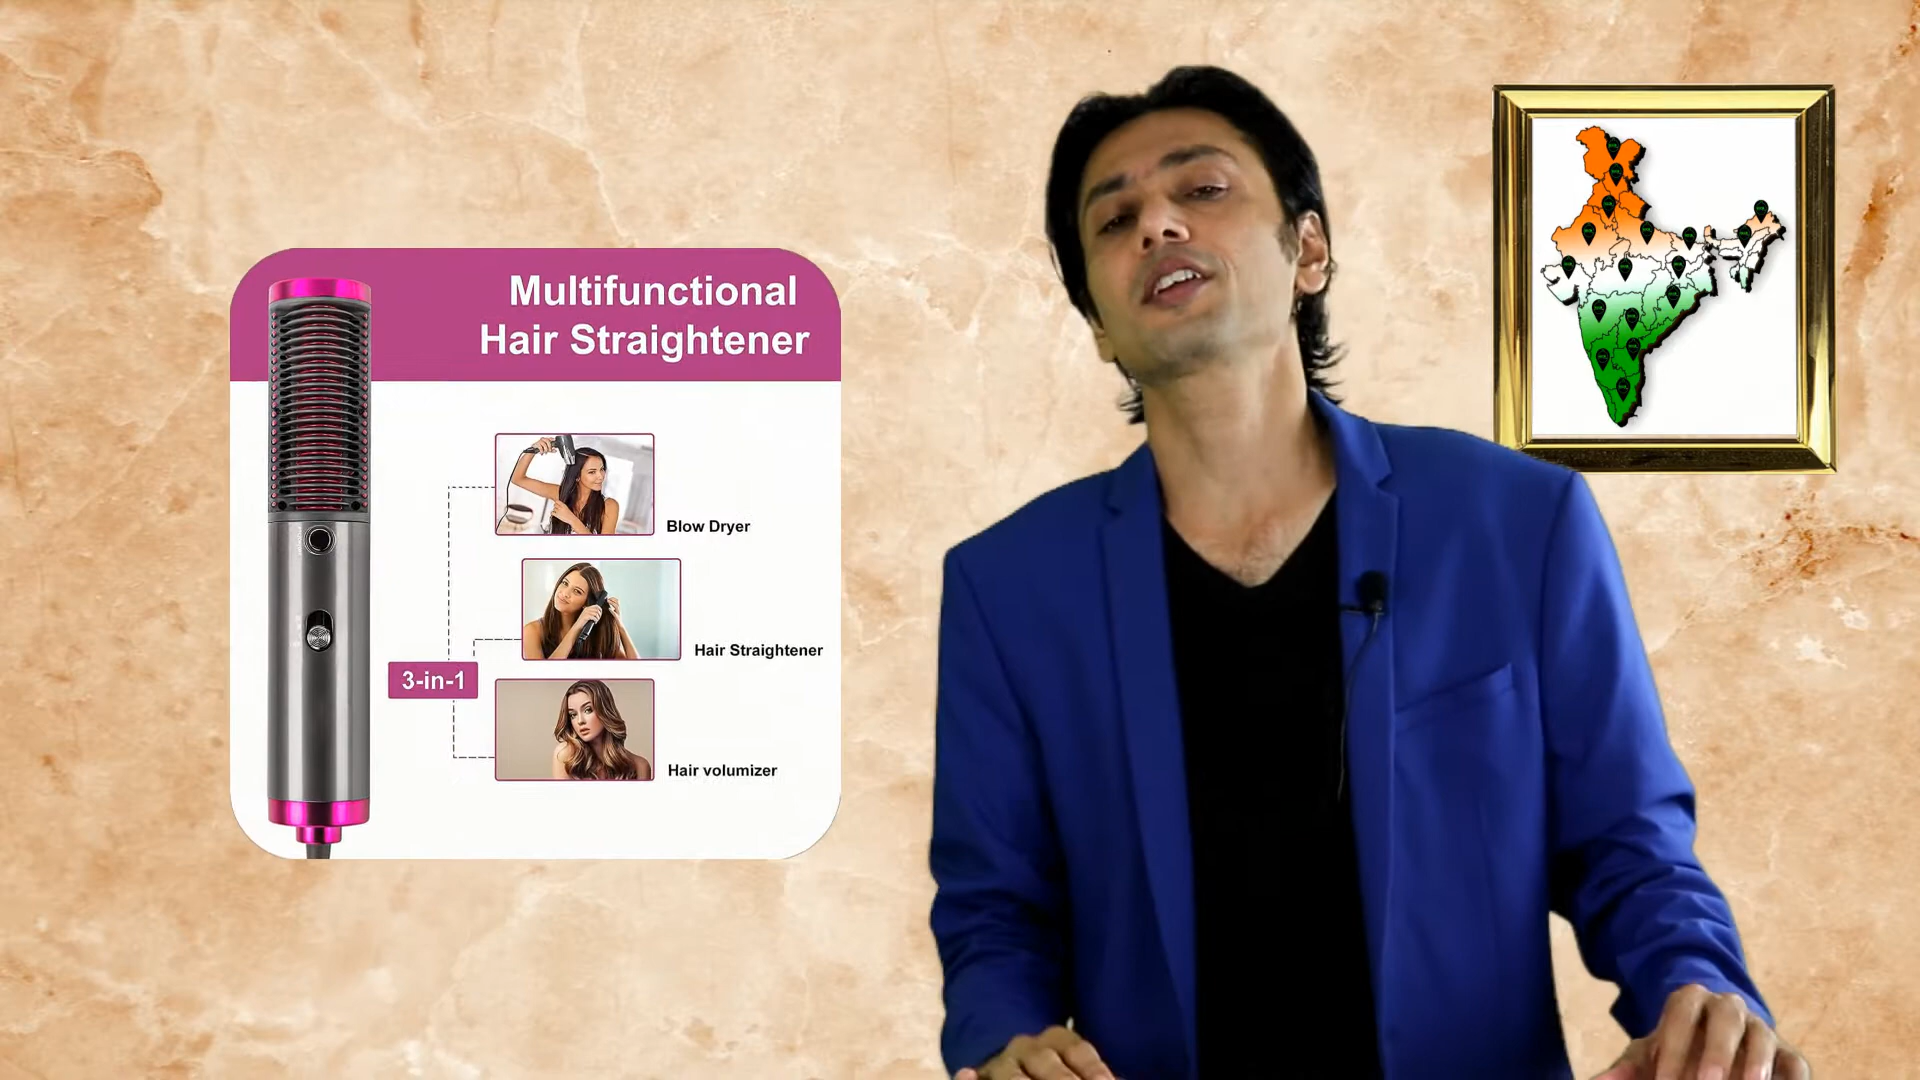 Multifunctional
Hair Straightener
Blow Dryer
Hair Straightener
3-in-1
Hair volumizer